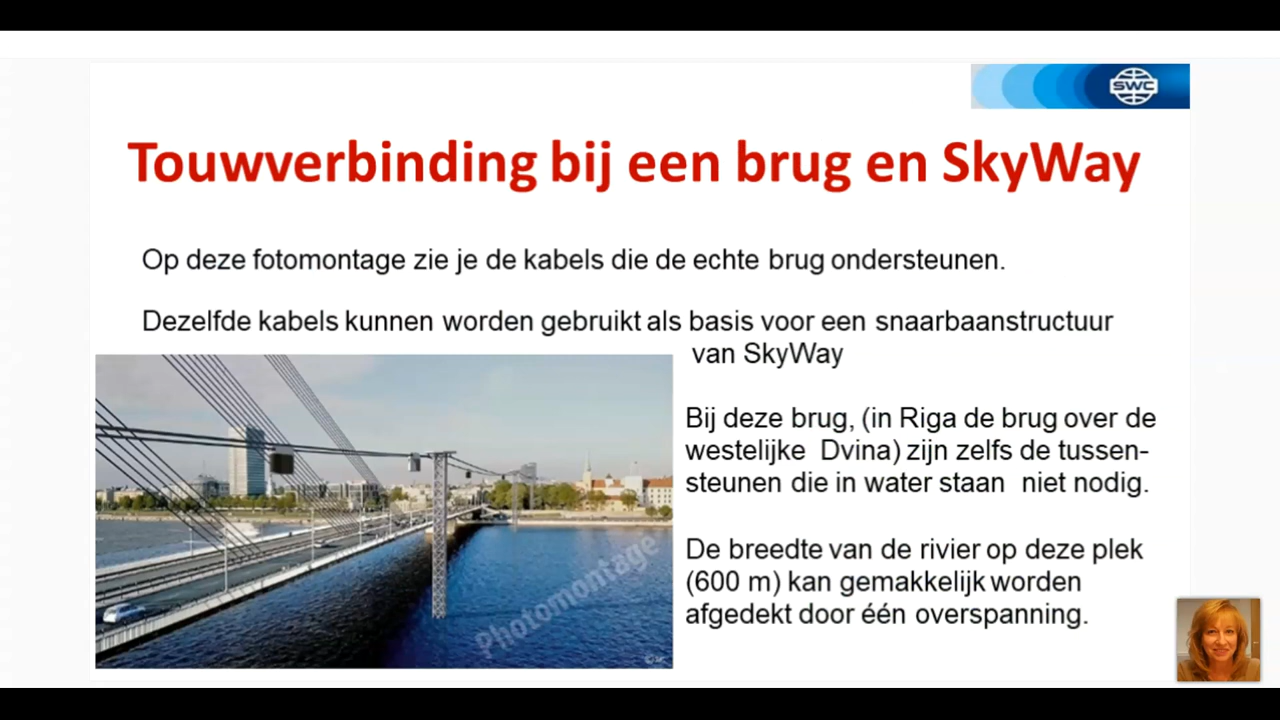 SWC
Touwverbinding bij een brug en SkyWay
Op deze fotomontage zie je de kabels die de echte brug ondersteunen.
Dezelfde kabels kunnen worden gebruikt als basis voor een snaarbaanstructuur
van SkyWay
Bij deze brug, (in Riga de brug over de
westelijke Dvina) zijn zelfs de tussen-
steunen die in water staan niet nodig.
De breedte van de rivier op deze plek
(600 m) kan gemakkelijk worden
afgedekt door één overspanning.
Photomontage